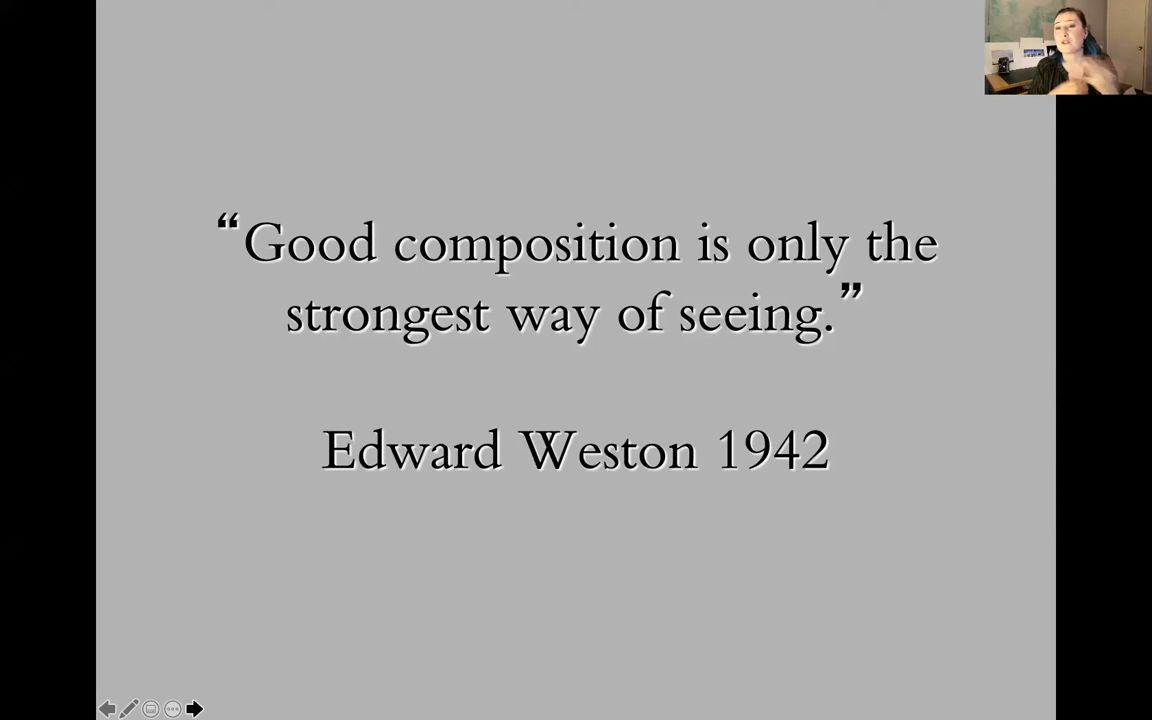 “Good composition is only the
strongest way of seeing.”
Edward Weston 1942